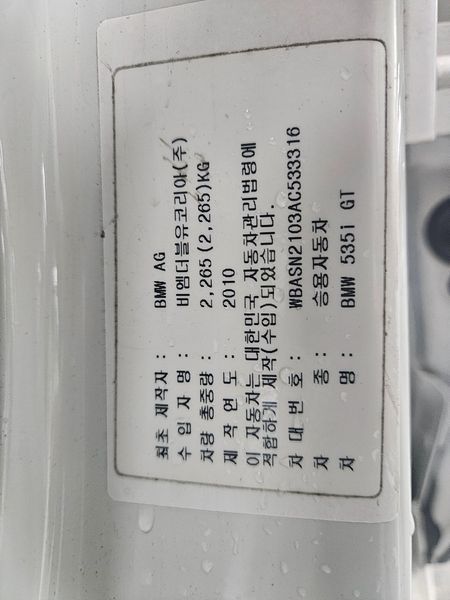 최초 제작자 : BMW AG
수 입 자 명 : 비엠더블유코리아(주)
차량 총중량 : 2,265(2,265)KG
제 작 연 도 : 2010
이 자동차는 대한민국 자동차관리법령에
적합하게 제작(수입)되었습니다.
차 대 번 호 : WBASN2103AC533316
차 종 : 승용자동차
차 명 : BMW 535i GT